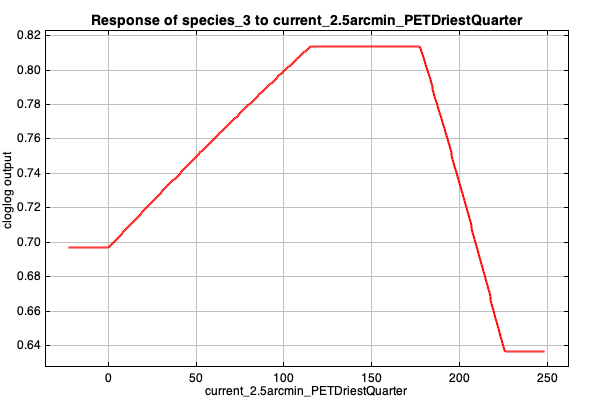 Response of species_3 to current_2.5arcmin_PETDriestQuarter
0.82
0.80
0.78
0.76
0.74
0.72
0.70
0.68
0.66
0.64
cloglog output
0 50 100 150 200 250
current_2.5arcmin_PETDriestQuarter